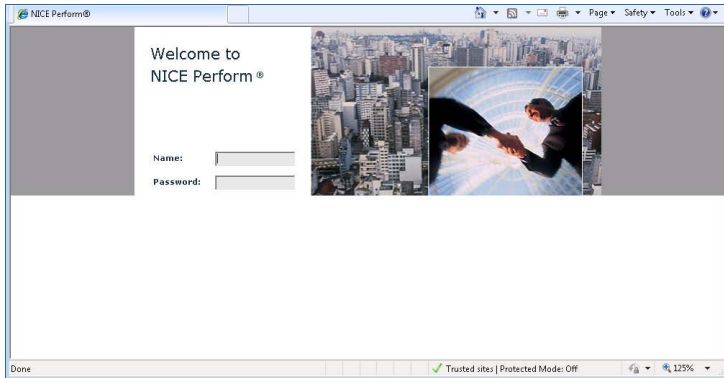 NICE Perform®
Page Safety Tools
Welcome to
NICE Perform ®
Name:
Password:
Done
Trusted sites | Protected Mode: Off
125%